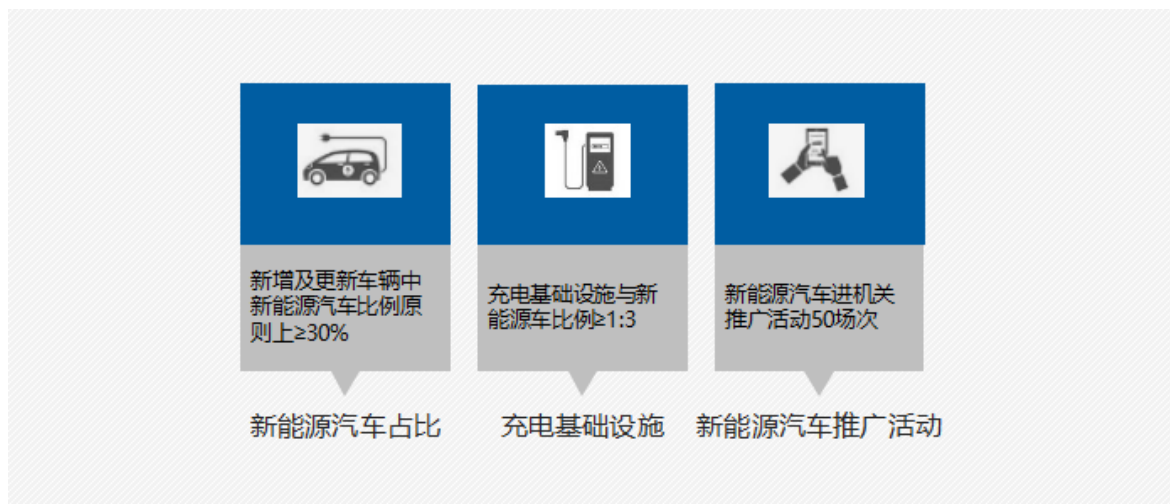 新增及更新车辆中
新能源汽车比例原
则上≥30%
充电基础设施与新
能源车比例≥1:3
新能源汽车进机关
推广活动50场次
新能源汽车占比
充电基础设施
新能源汽车推广活动